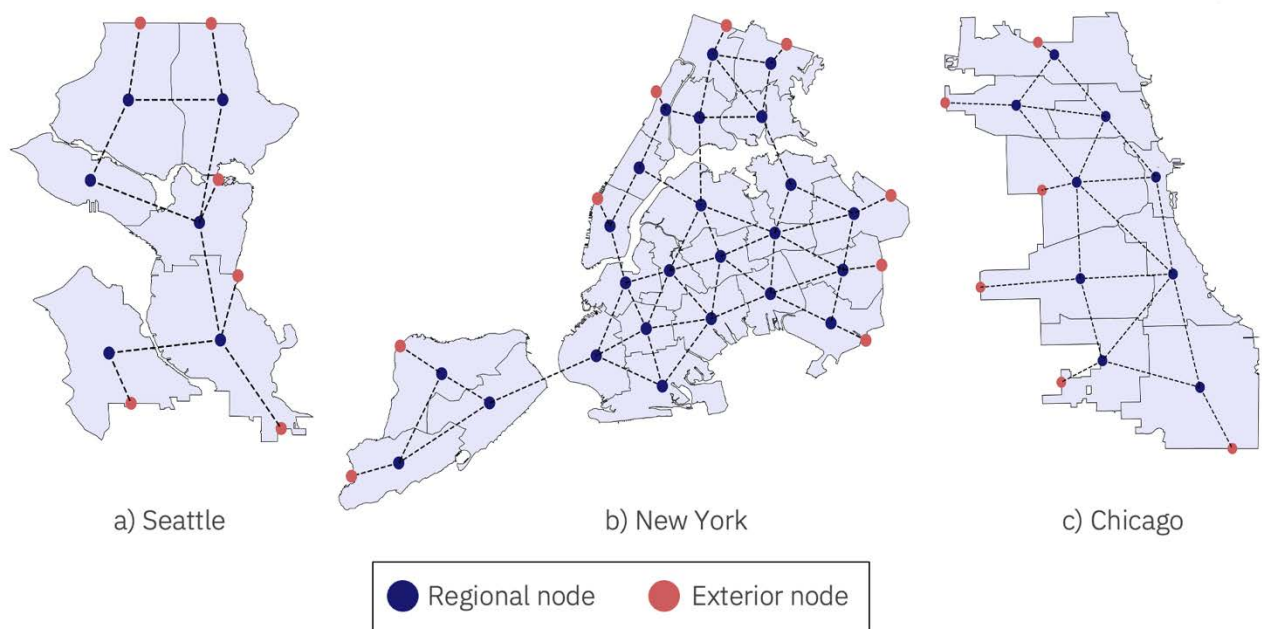 a) Seattle
b) New York
c) Chicago
Regional node
Exterior node